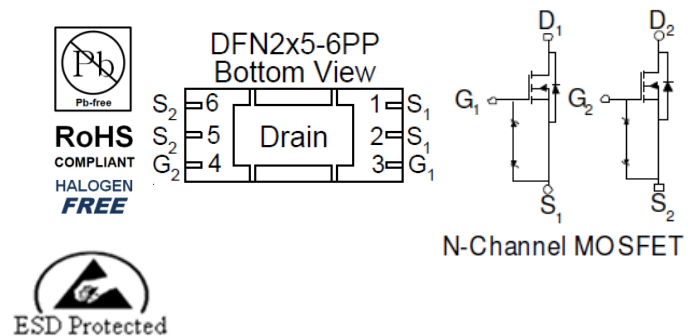 Pb
Pb-free
RoHS
COMPLIANT
HALOGEN
FREE
ESD Protected
DFN2x5-6PP
Bottom View
S2 6 1 S1
S2 5 Drain 2 S1
G2 4 3 G1
D1 D2
G1 G2
S1 S2
N-Channel MOSFET